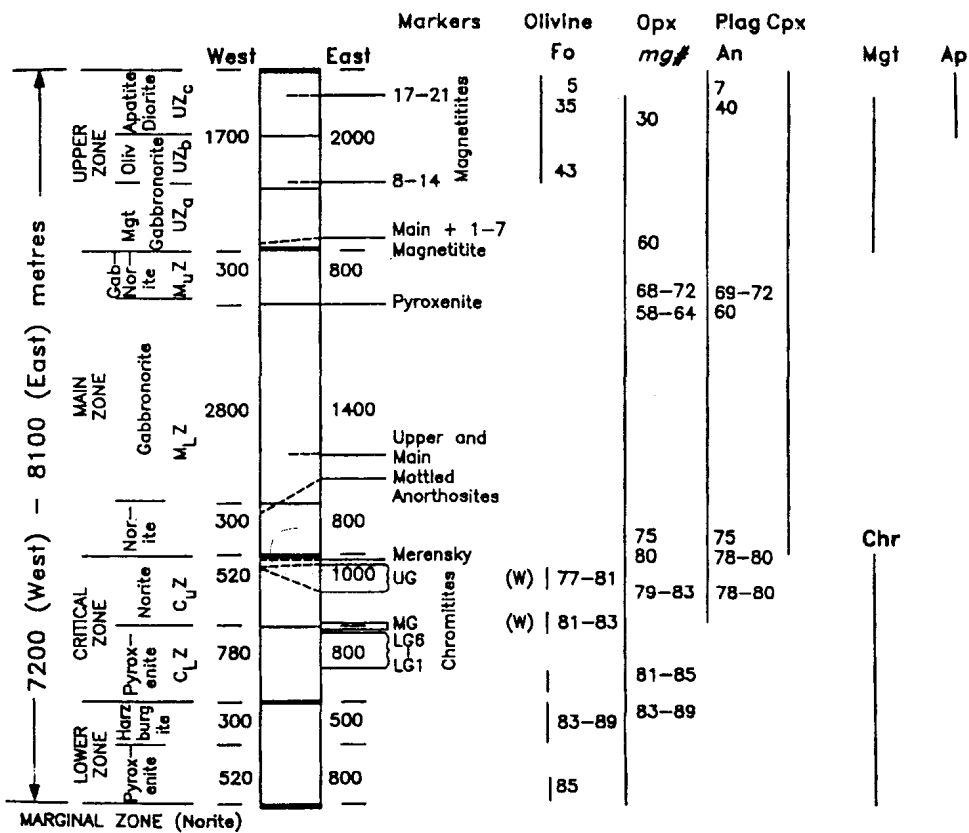 Markers Olivine Opx Plag Cpx
West East Fo mg# An Mgt Ap
7200 (West) – 8100 (East) metres
UPPER ZONE
Apatite Diorite UZc
Oliv UZb
Mgt Gabbronorite UZa
1700 2000
17–21
8–14
Magnetitites
Main + 1–7
Magnetitite
5 7
35 40
30
43
60
MAIN ZONE
Gab–
Nor–
ite
MuZ
300 800
Pyroxenite
68–72 69–72
58–64 60
Gabbronorite
MLZ
2800 1400
Upper and
Main
Mottled
Anorthosites
Nor–
ite
300 800
75 75
80 78–80
Chr
Merensky
CRITICAL ZONE
Norite
CuZ
520 1000
UG
(W) 77–81
79–83 78–80
MG
(W) 81–83
LG6
LG1
Chromitites
Pyrox–
enite
CLZ
780 800
81–85
LOWER ZONE
Harz
burg
ite
300 500
83–89 83–89
Pyrox–
enite
520 800
85
MARGINAL ZONE (Norite)